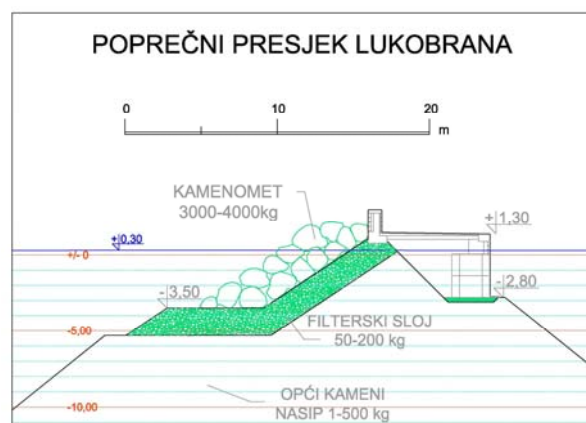 POPREČNI PRESJEK LUKOBRANA
0 10 20
m
KAMENOMET
3000-4000kg
+0,30
+1,30
+/- 0
-3,50
-2,80
FILTERSKI SLOJ
50-200 kg
-5,00
OPĆI KAMENI
NASIP 1-500 kg
-10,00